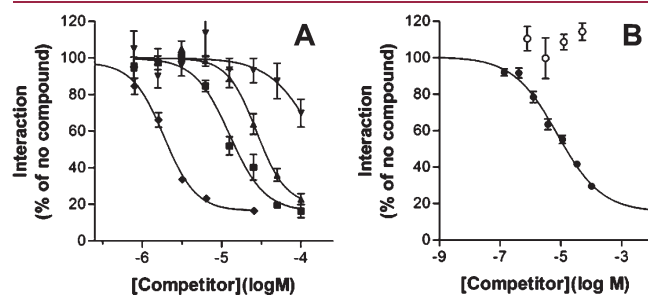 A
Interaction
(% of no compound)
120
100
80
60
40
20
0
-6
-5
-4
[Competitor](logM)
B
Interaction
(% of no compound)
120
100
80
60
40
20
0
-9
-7
-5
-3
[Competitor](log M)